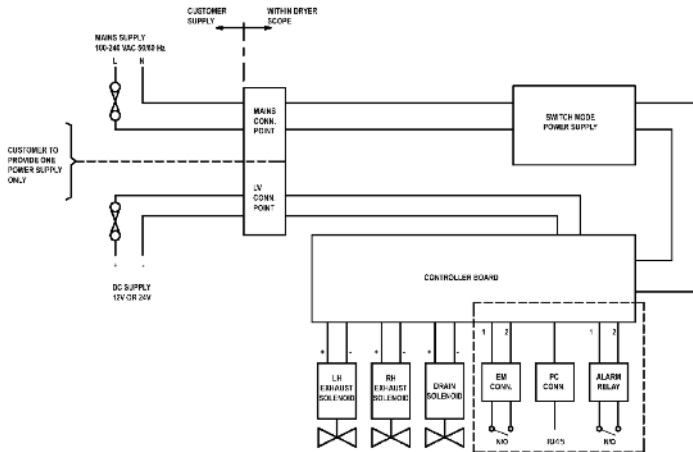 CUSTOMER SUPPLY
WITHIN DRYER SCOPE
MAINS SUPPLY
100-240 VAC 50/60 Hz
L N
MAINS CONN. POINT
SWITCH MODE POWER SUPPLY
CUSTOMER TO
PROVIDE ONE
POWER SUPPLY
ONLY
LV CONN. POINT
+ -
DC SUPPLY
12V OR 24V
CONTROLLER BOARD
+ - + - + - 1 2 1 2
LH EXHAUST SOLENOID
RH EXHAUST SOLENOID
DRAIN SOLENOID
EM CONN.
PC CONN.
ALARM RELAY
N/O
RJ45
N/O